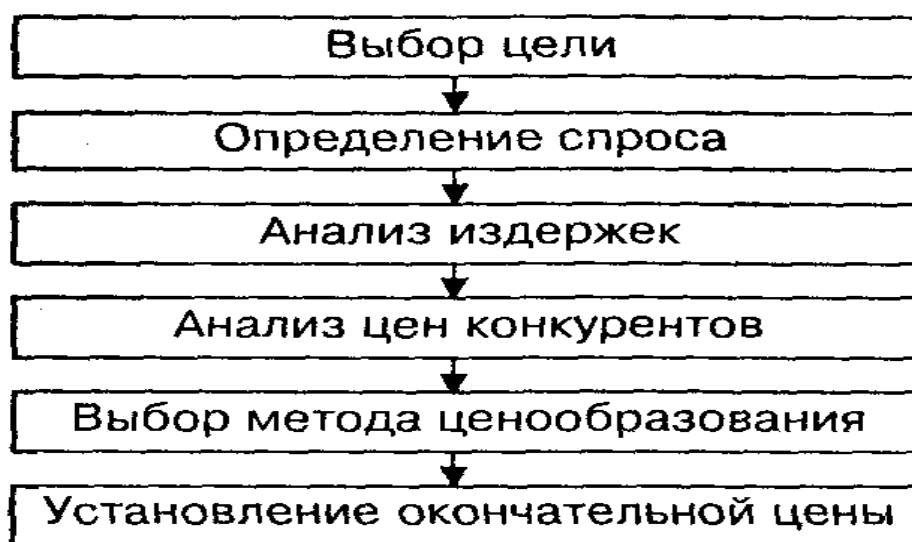 Выбор цели
Определение спроса
Анализ издержек
Анализ цен конкурентов
Выбор метода ценообразования
Установление окончательной цены